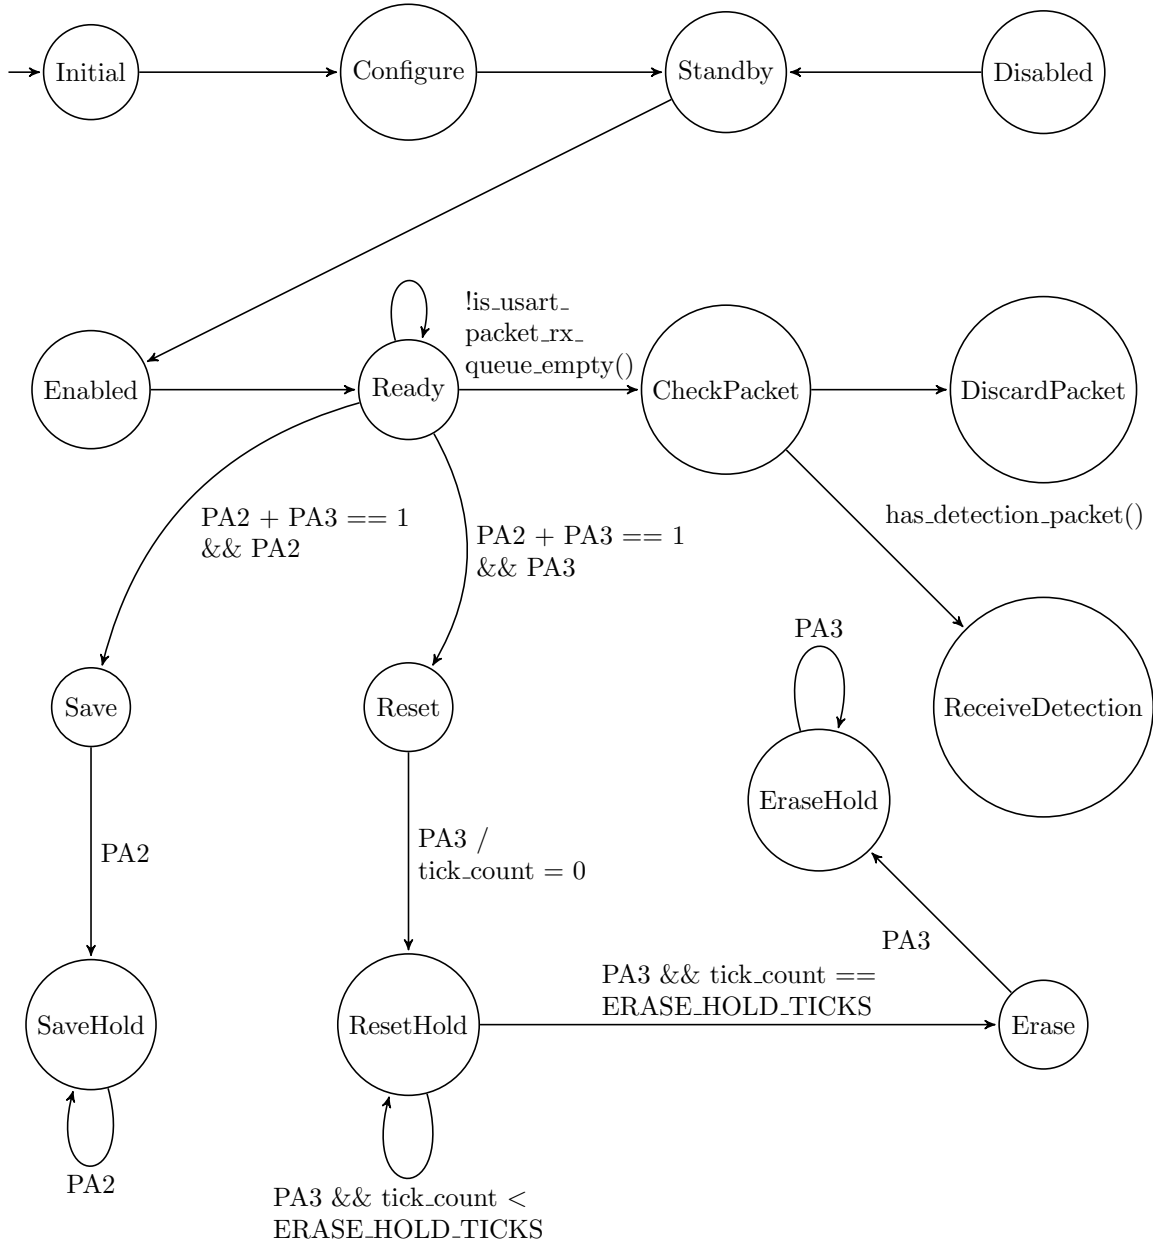 Initial
Configure
Standby
Disabled
!is_usart_
packet_rx_
queue_empty()
Enabled
Ready
CheckPacket
DiscardPacket
PA2 + PA3 == 1
&& PA2
PA2 + PA3 == 1
&& PA3
has_detection_packet()
PA3
Save
Reset
ReceiveDetection
EraseHold
PA2
PA3 /
tick_count = 0
PA3
PA3 && tick_count ==
ERASE_HOLD_TICKS
SaveHold
ResetHold
Erase
PA2
PA3 && tick_count <
ERASE_HOLD_TICKS